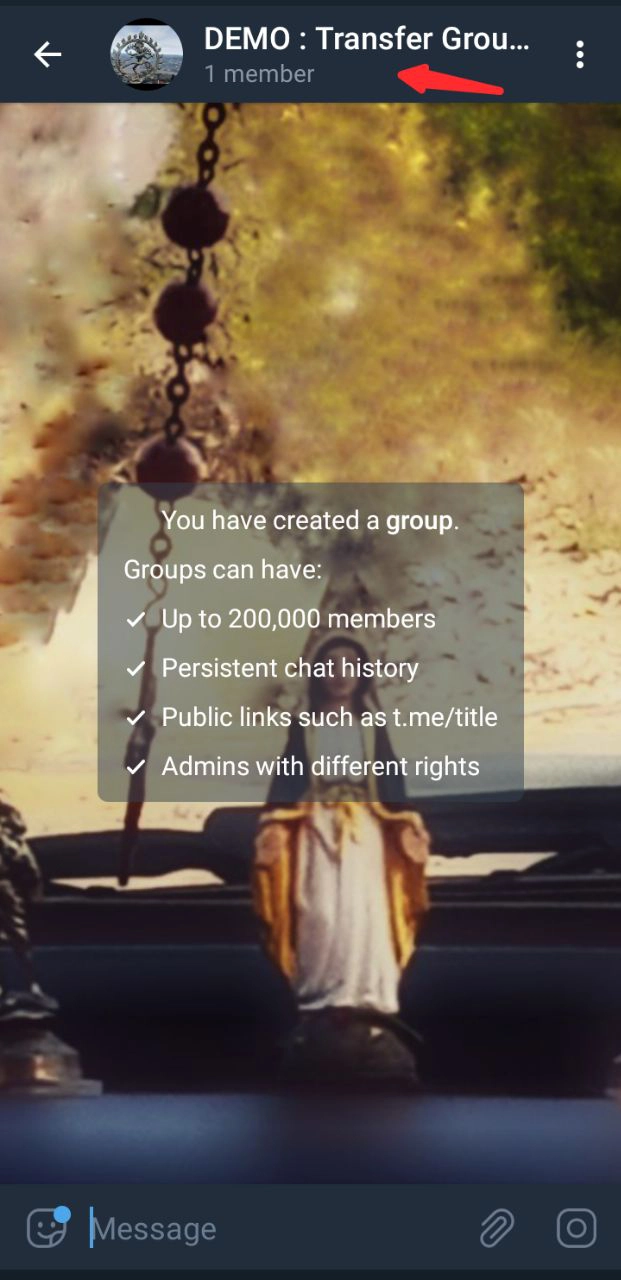 DEMO : Transfer Grou...
1 member
You have created a group.
Groups can have:
✓ Up to 200,000 members
✓ Persistent chat history
✓ Public links such as t.me/title
✓ Admins with different rights
Message